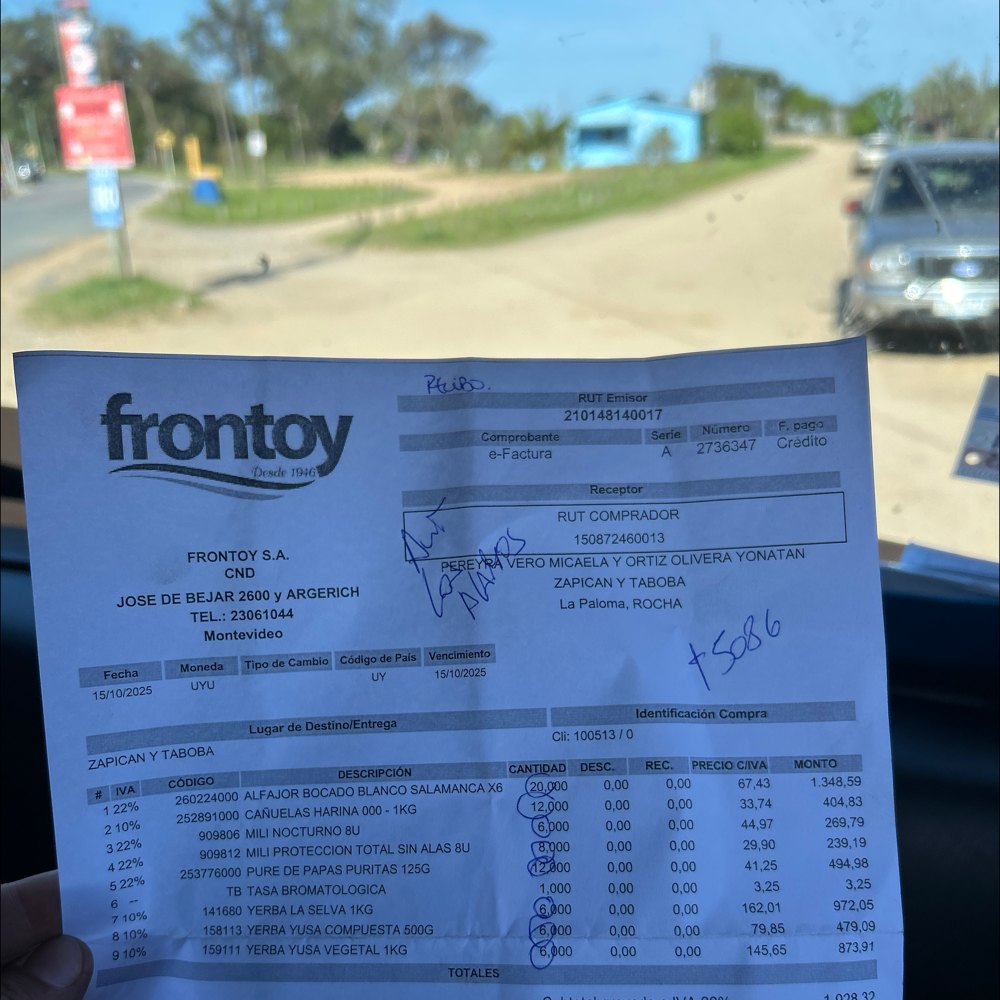 Recibo.
frontoy
Desde 1946
RUT Emisor
210148140017
Comprobante Serie Número F. pago
e-Factura A 2736347 Crédito
Receptor
RUT COMPRADOR
150872460013
PEREYRA VERO MICAELA Y ORTIZ OLIVERA YONATAN
ZAPICAN Y TABOBA
La Paloma, ROCHA
FRONTOY S.A.
CND
JOSE DE BEJAR 2600 y ARGERICH
TEL.: 23061044
Montevideo
$5086
Fecha Moneda Tipo de Cambio Código de País Vencimiento
15/10/2025 UYU UY 15/10/2025
Lugar de Destino/Entrega Identificación Compra
ZAPICAN Y TABOBA Cli: 100513 / 0
# IVA CÓDIGO DESCRIPCIÓN CANTIDAD DESC. REC. PRECIO C/IVA MONTO
1 22% 260224000 ALFAJOR BOCADO BLANCO SALAMANCA X6 20,000 0,00 0,00 67,43 1.348,59
2 10% 252891000 CAÑUELAS HARINA 000 - 1KG 12,000 0,00 0,00 33,74 404,83
3 22% 909806 MILI NOCTURNO 8U 6,000 0,00 0,00 44,97 269,79
4 22% 909812 MILI PROTECCION TOTAL SIN ALAS 8U 8,000 0,00 0,00 29,90 239,19
5 22% 253776000 PURE DE PAPAS PURITAS 125G 12,000 0,00 0,00 41,25 494,98
6 -- TB TASA BROMATOLOGICA 1,000 0,00 0,00 3,25 3,25
7 10% 141680 YERBA LA SELVA 1KG 6,000 0,00 0,00 162,01 972,05
8 10% 158113 YERBA YUSA COMPUESTA 500G 6,000 0,00 0,00 79,85 479,09
9 10% 159111 YERBA YUSA VEGETAL 1KG 6,000 0,00 0,00 145,65 873,91
TOTALES
1.028,32